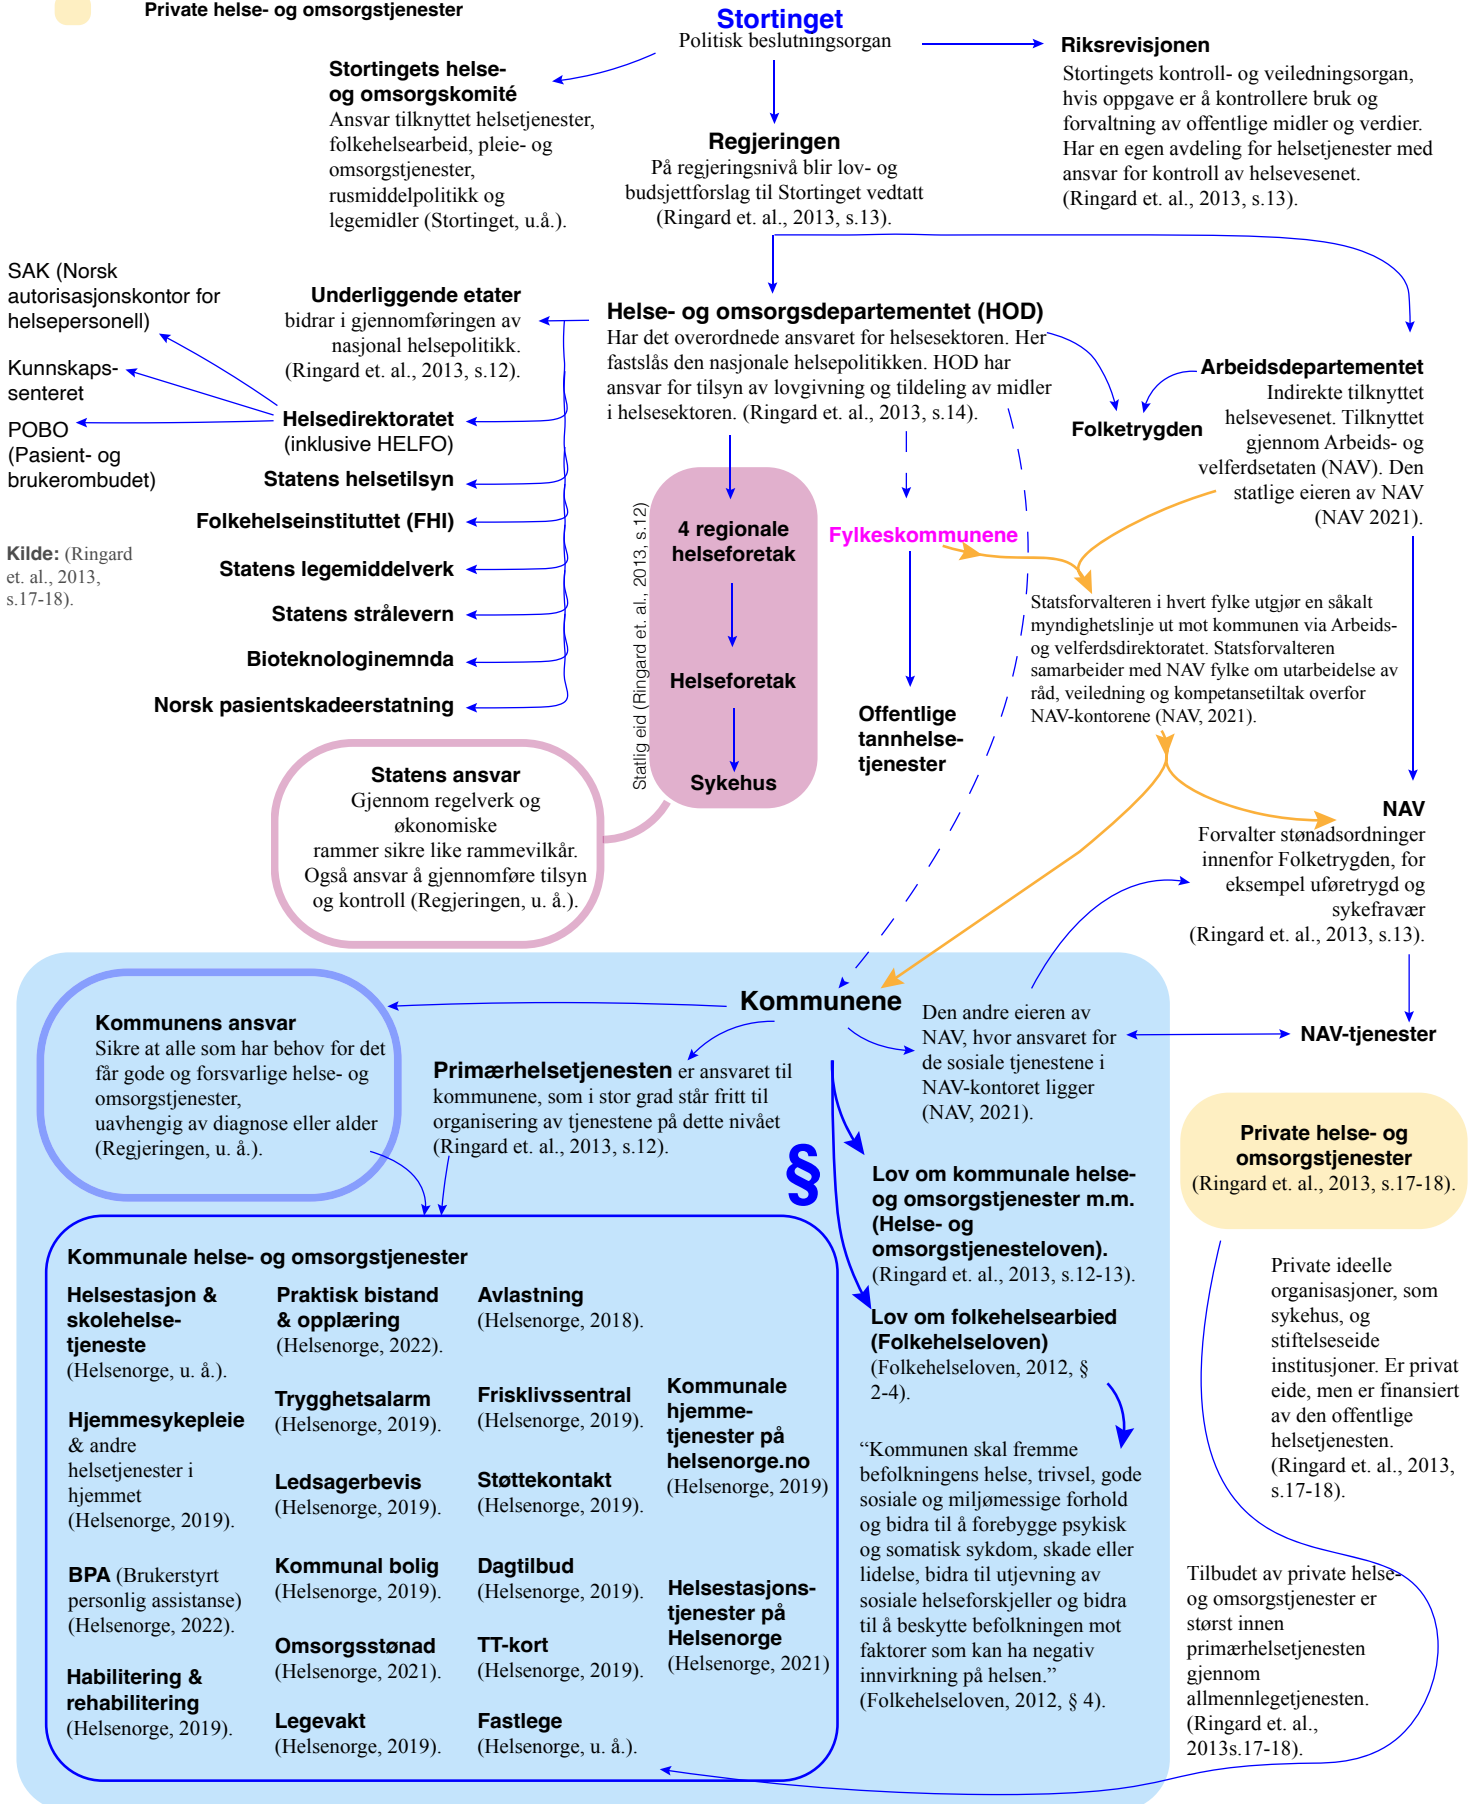 Private helse- og omsorgstjenester
Stortinget
Politisk beslutningsorgan
Riksrevisjonen
Stortingets kontroll- og veiledningsorgan,
hvis oppgave er å kontrollere bruk og
forvaltning av offentlige midler og verdier.
Har en egen avdeling for helsetjenester med
ansvar for kontroll av helsevesenet.
(Ringard et. al., 2013, s.13).
Stortingets helse-
og omsorgskomité
Ansvar tilknyttet helsetjenester,
folkehelsearbeid, pleie- og
omsorgstjenester,
rusmiddelpolitikk og
legemidler (Stortinget, u.å.).
Regjeringen
På regjeringsnivå blir lov- og
budsjettforslag til Stortinget vedtatt
(Ringard et. al., 2013, s.13).
SAK (Norsk
autorisasjonskontor for
helsepersonell)
Kunnskaps-
senteret
POBO
(Pasient- og
brukerombudet)
Kilde: (Ringard
et. al., 2013,
s.17-18).
Underliggende etater
bidrar i gjennomføringen av
nasjonal helsepolitikk.
(Ringard et. al., 2013, s.12).
Helsedirektoratet
(inklusive HELFO)
Statens helsetilsyn
Folkehelseinstituttet (FHI)
Statens legemiddelverk
Statens strålevern
Bioteknologinemnda
Norsk pasientskadeerstatning
Helse- og omsorgsdepartementet (HOD)
Har det overordnede ansvaret for helsesektoren. Her
fastslås den nasjonale helsepolitikken. HOD har
ansvar for tilsyn av lovgivning og tildeling av midler
i helsesektoren. (Ringard et. al., 2013, s.14).
Folketrygden
Arbeidsdepartementet
Indirekte tilknyttet
helsevesenet. Tilknyttet
gjennom Arbeids- og
velferdsetaten (NAV). Den
statlige eieren av NAV
(NAV 2021).
Statlig eid (Ringard et. al., 2013, s.12)
4 regionale
helseforetak
Helseforetak
Sykehus
Fylkeskommunene
Offentlige
tannhelse-
tjenester
Statsforvalteren i hvert fylke utgjør en såkalt
myndighetslinje ut mot kommunen via Arbeids-
og velferdsdirektoratet. Statsforvalteren
samarbeider med NAV fylke om utarbeidelse av
råd, veiledning og kompetansetiltak overfor
NAV-kontorene (NAV, 2021).
Statens ansvar
Gjennom regelverk og
økonomiske
rammer sikre like rammevilkår.
Også ansvar å gjennomføre tilsyn
og kontroll (Regjeringen, u. å.).
NAV
Forvalter stønadsordninger
innenfor Folketrygden, for
eksempel uføretrygd og
sykefravær
(Ringard et. al., 2013, s.13).
NAV-tjenester
Kommunene
Den andre eieren av
NAV, hvor ansvaret for
de sosiale tjenestene i
NAV-kontoret ligger
(NAV, 2021).
Kommunens ansvar
Sikre at alle som har behov for det
får gode og forsvarlige helse- og
omsorgstjenester,
uavhengig av diagnose eller alder
(Regjeringen, u. å.).
Primærhelsetjenesten er ansvaret til
kommunene, som i stor grad står fritt til
organisering av tjenestene på dette nivået
(Ringard et. al., 2013, s.12).
§
Lov om kommunale helse-
og omsorgstjenester m.m.
(Helse- og
omsorgstjenesteloven).
(Ringard et. al., 2013, s.12-13).
Lov om folkehelsearbied
(Folkehelseloven)
(Folkehelseloven, 2012, §
2-4).
“Kommunen skal fremme
befolkningens helse, trivsel, gode
sosiale og miljømessige forhold
og bidra til å forebygge psykisk
og somatisk sykdom, skade eller
lidelse, bidra til utjevning av
sosiale helseforskjeller og bidra
til å beskytte befolkningen mot
faktorer som kan ha negativ
innvirkning på helsen.”
(Folkehelseloven, 2012, § 4).
Kommunale helse- og omsorgstjenester
Helsestasjon &
skolehelse-
tjeneste
(Helsenorge, u. å.).
Hjemmesykepleie
& andre
helsetjenester i
hjemmet
(Helsenorge, 2019).
BPA (Brukerstyrt
personlig assistanse)
(Helsenorge, 2022).
Habilitering &
rehabilitering
(Helsenorge, 2019).
Praktisk bistand
& opplæring
(Helsenorge, 2022).
Trygghetsalarm
(Helsenorge, 2019).
Ledsagerbevis
(Helsenorge, 2019).
Kommunal bolig
(Helsenorge, 2019).
Omsorgsstønad
(Helsenorge, 2021).
Legevakt
(Helsenorge, 2019).
Avlastning
(Helsenorge, 2018).
Frisklivssentral
(Helsenorge, 2019).
Støttekontakt
(Helsenorge, 2019).
Dagtilbud
(Helsenorge, 2019).
TT-kort
(Helsenorge, 2019).
Fastlege
(Helsenorge, u. å.).
Kommunale
hjemme-
tjenester på
helsenorge.no
(Helsenorge, 2019)
Helsestasjons-
tjenester på
Helsenorge
(Helsenorge, 2021)
Private helse- og
omsorgstjenester
(Ringard et. al., 2013, s.17-18).
Private ideelle
organisasjoner, som
sykehus, og
stiftelseseide
institusjoner. Er privat
eide, men er finansiert
av den offentlige
helsetjenesten.
(Ringard et. al., 2013,
s.17-18).
Tilbudet av private helse-
og omsorgstjenester er
størst innen
primærhelsetjenesten
gjennom
allmennlegetjenesten.
(Ringard et. al.,
2013s.17-18).